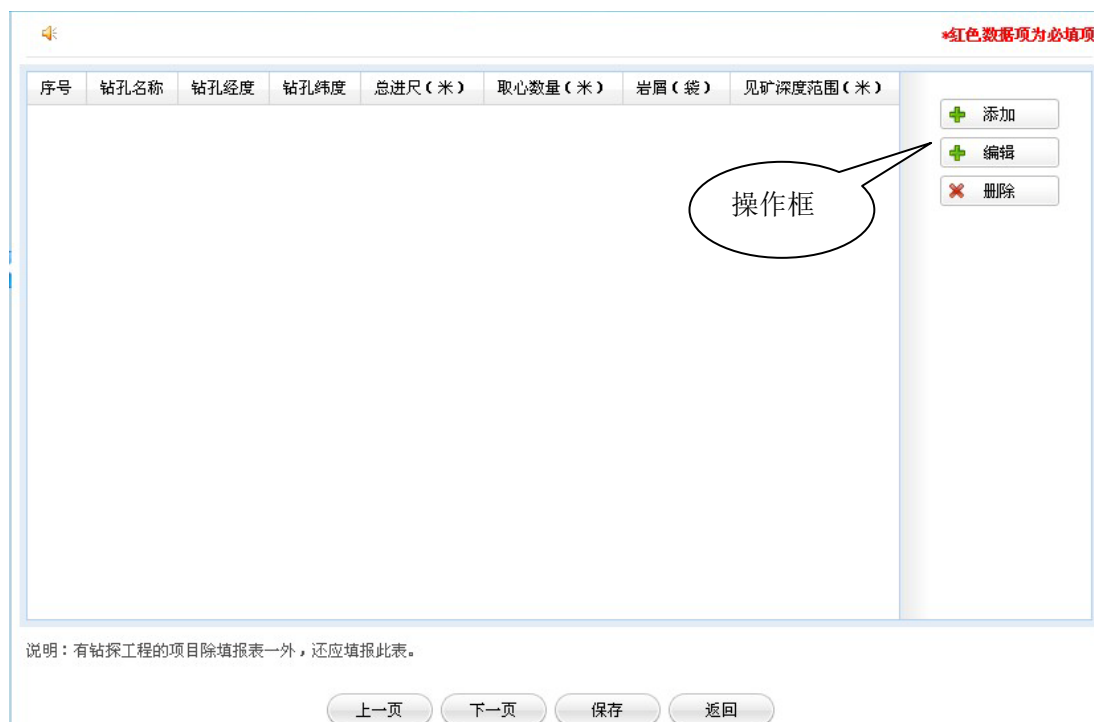 *红色数据项为必填项
序号 钻孔名称 钻孔经度 钻孔纬度 总进尺(米) 取心数量(米) 岩屑(袋) 见矿深度范围(米)
添加
编辑
删除
操作框
说明:有钻探工程的项目除填报表一外,还应填报此表。
上一页 下一页 保存 返回